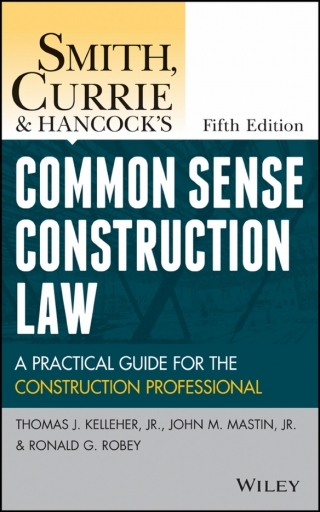 SMITH,
CURRIE
& HANCOCK'S
Fifth Edition
COMMON SENSE
CONSTRUCTION
LAW
A PRACTICAL GUIDE FOR THE
CONSTRUCTION PROFESSIONAL
THOMAS J. KELLEHER, JR., JOHN M. MASTIN, JR.
& RONALD G. ROBEY
WILEY